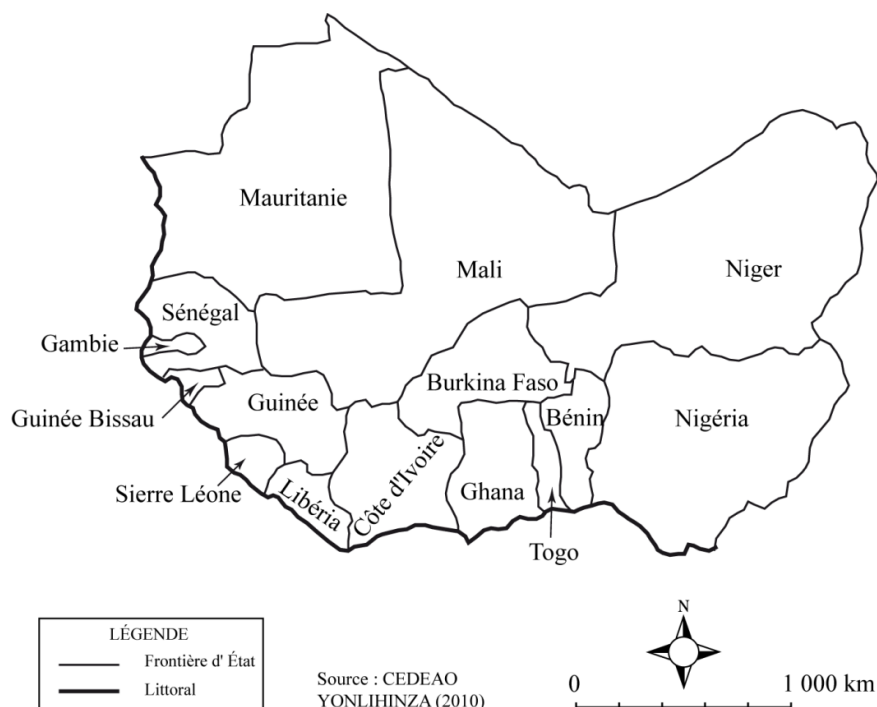 Mauritanie
Mali
Niger
Sénégal
Gambie
Burkina Faso
Guinée
Bénin
Nigéria
Guinée Bissau
Côte d'Ivoire
Sierre Léone
Libéria
Ghana
Togo
LÉGENDE
Frontière d' État
Littoral
Source : CEDEAO
YONLIHINZA (2010)
N
0 1 000 km